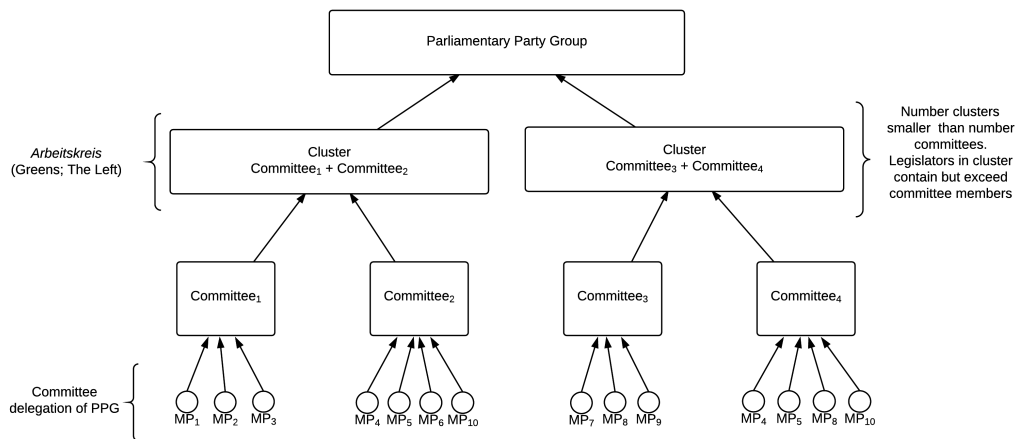 Parliamentary Party Group
Arbeitskreis
(Greens; The Left)
Cluster
Committee₁ + Committee₂
Cluster
Committee₃ + Committee₄
Number clusters
smaller than number
committees.
Legislators in cluster
contain but exceed
committee members
Committee₁
Committee₂
Committee₃
Committee₄
Committee
delegation of PPG
MP₁
MP₂
MP₃
MP₄
MP₅
MP₆
MP₁₀
MP₇
MP₈
MP₉
MP₄
MP₅
MP₈
MP₁₀